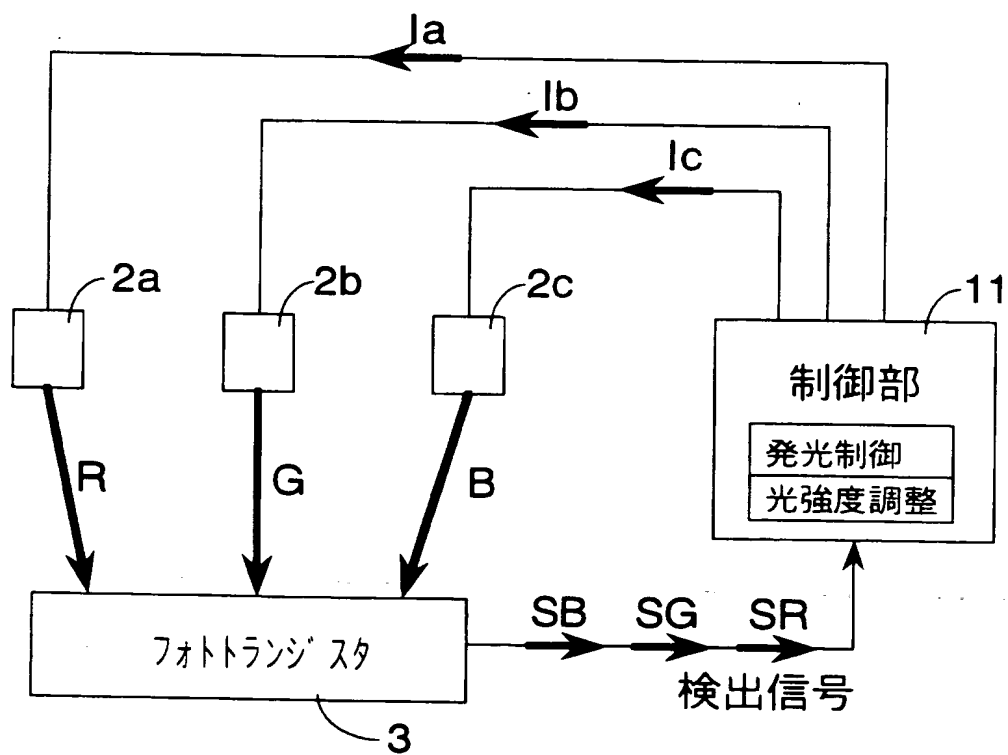 Ia
Ib
Ic
2a
2b
2c
11
制御部
発光制御
光強度調整
R
G
B
SB
SG
SR
フォトトランジスタ
検出信号
3